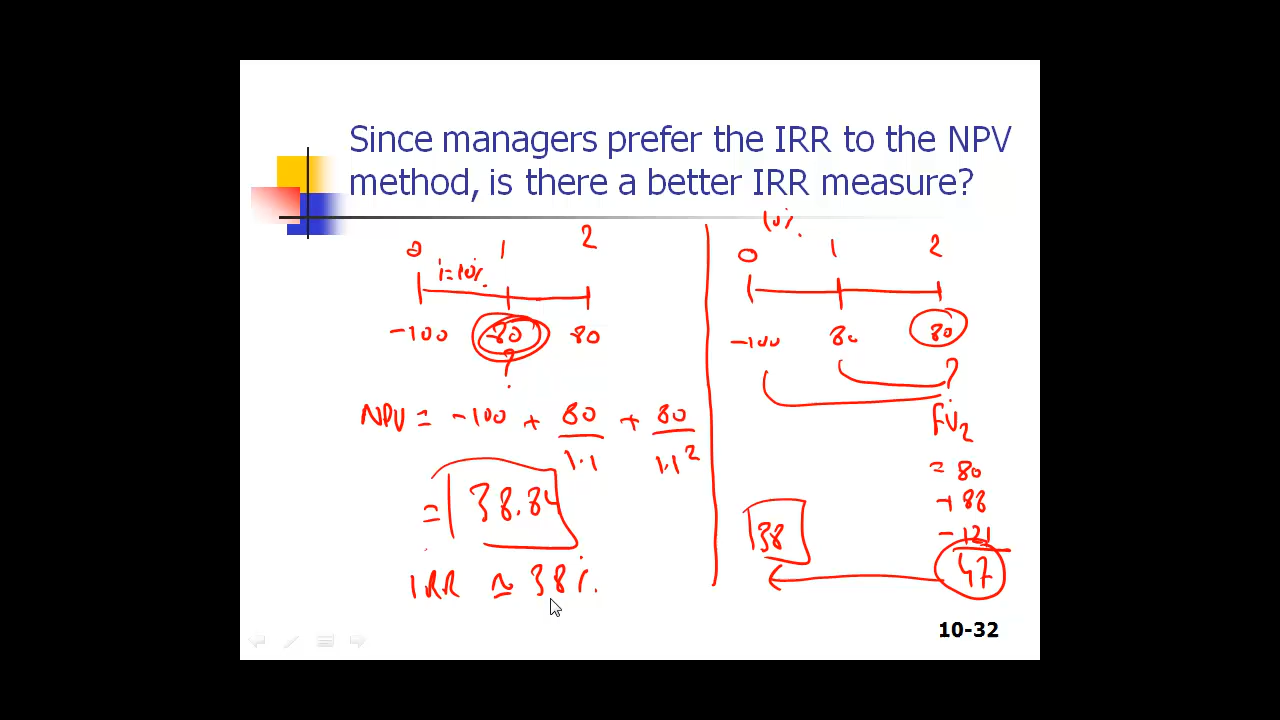 Since managers prefer the IRR to the NPV
method, is there a better IRR measure?
0 1 2
i=10%
-100 80 80
?
NPV = -100 + 80/1.1 + 80/1.1²
= 38.84
IRR ≈ 38%
10%
0 1 2
-100 80 80
?
FV₂
= 80
+88
-121
47
38
10-32